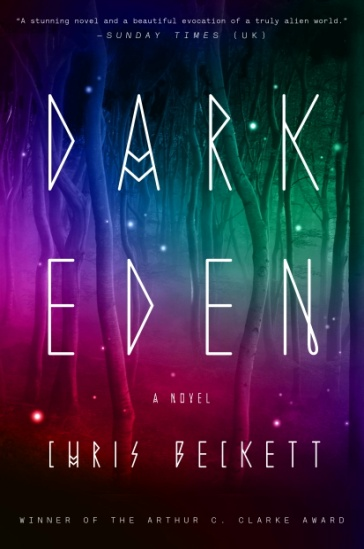 "A stunning novel and a beautiful evocation of a truly alien world."
—SUNDAY TIMES (UK)
DARK
EDEN
A NOVEL
CHRIS BECKETT
WINNER OF THE ARTHUR C. CLARKE AWARD